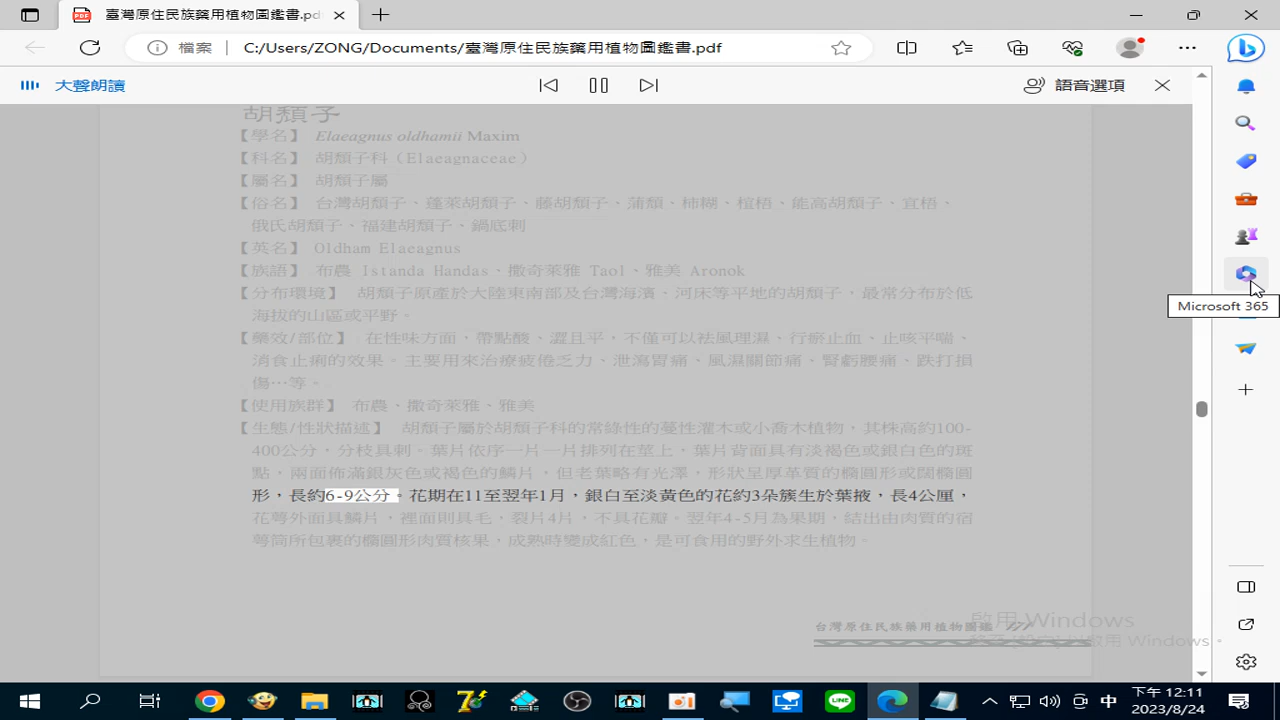 臺灣原住民族藥用植物圖鑑書.pd
檔案 C:/Users/ZONG/Documents/臺灣原住民族藥用植物圖鑑書.pdf
大聲朗讀
語音選項
胡頹子
【學名】 Elaeagnus oldhamii Maxim
【科名】 胡頹子科（Elaeagnaceae）
【屬名】 胡頹子屬
【俗名】 台灣胡頹子、蓬萊胡頹子、藤胡頹子、蒲頹、柿糊、楦梧、能高胡頹子、宜梧、
俄氏胡頹子、福建胡頹子、鍋底刺
【英名】 Oldham Elaeagnus
【族語】 布農 Istanda Handas、撒奇萊雅 Taol、雅美 Aronok
【分布環境】 胡頹子原產於大陸東南部及台灣海濱、河床等平地的胡頹子，最常分布於低
海拔的山區或平野。
【藥效/部位】 在性味方面，帶點酸、澀且平，不僅可以袪風理濕、行瘀止血、止咳平喘、
消食止痢的效果。主要用來治療疲倦乏力、泄瀉胃痛、風濕關節痛、腎虧腰痛、跌打損
傷…等。
【使用族群】 布農、撒奇萊雅、雅美
【生態/性狀描述】 胡頹子屬於胡頹子科的常綠性的蔓性灌木或小喬木植物，其株高約100-
400公分，分枝具刺。葉片依序一片一片排列在莖上，葉片背面具有淡褐色或銀白色的斑
點，兩面佈滿銀灰色或褐色的鱗片，但老葉略有光澤，形狀呈厚革質的橢圓形或闊橢圓
形，長約6-9公分。花期在11至翌年1月，銀白至淡黃色的花約3朵簇生於葉掖，長4公厘，
花萼外面具鱗片，裡面則具毛、裂片4片，不具花瓣。翌年4-5月為果期，結出由肉質的宿
萼筒所包裹的橢圓形肉質核果，成熟時變成紅色，是可食用的野外求生植物。
Microsoft 365
台灣原住民族藥用植物圖鑑
啟用 Windows
啟用 Windows。
中
下午 12:11
2023/8/24